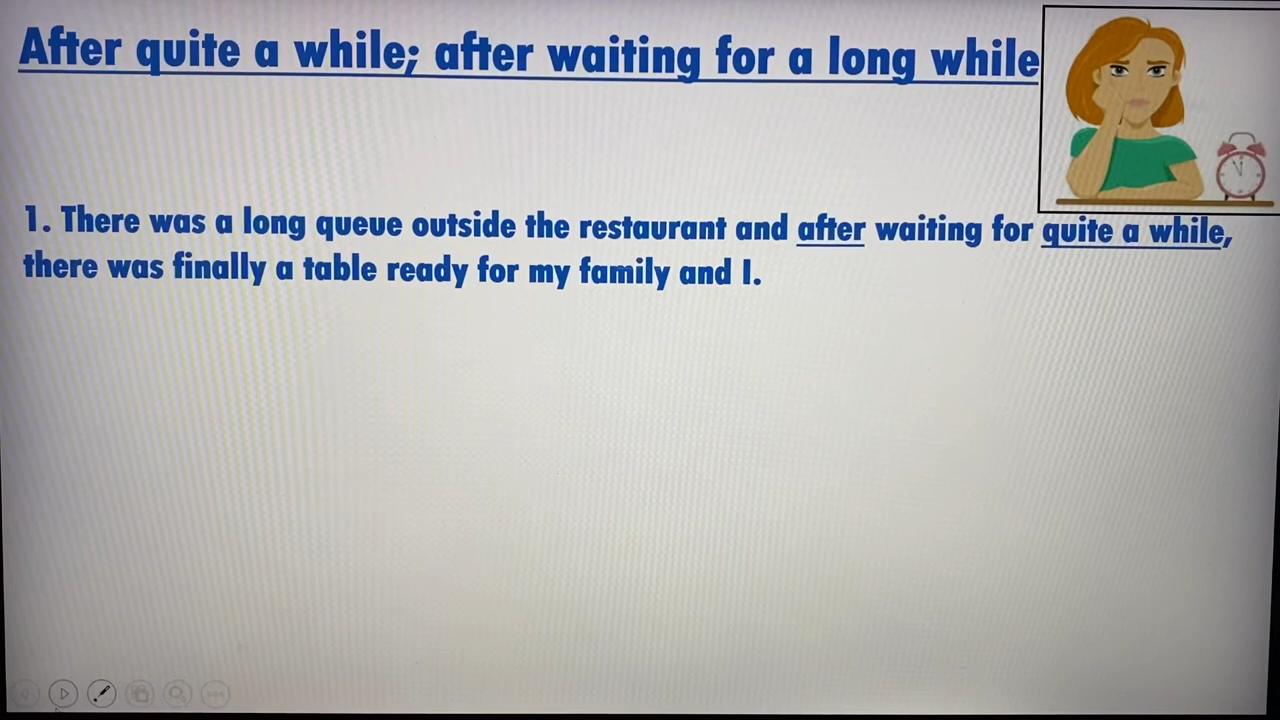 After quite a while; after waiting for a long while
1. There was a long queue outside the restaurant and after waiting for quite a while,
there was finally a table ready for my family and I.